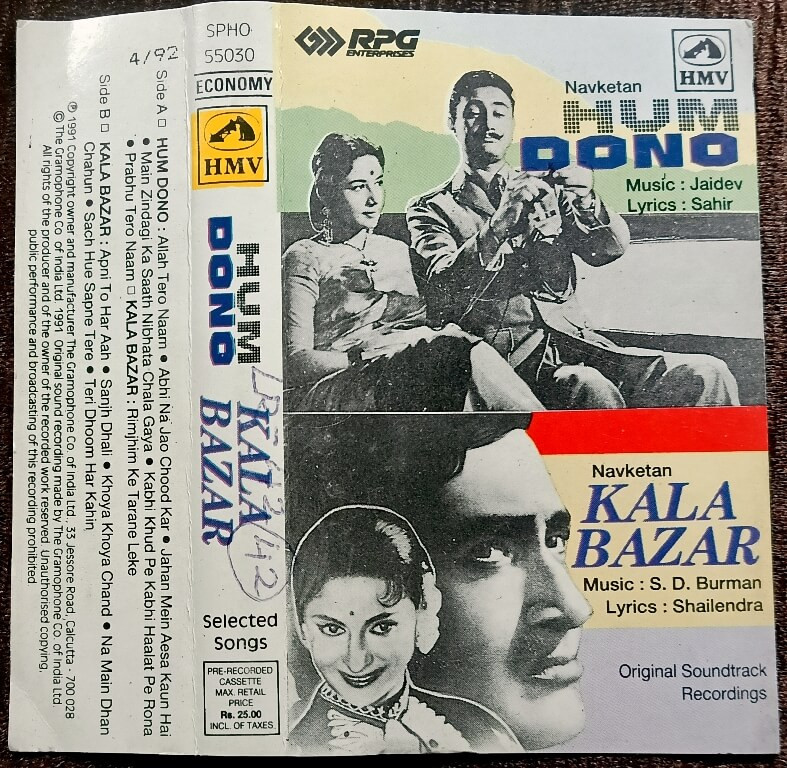 RPG
ENTERPRISES
HMV
Navketan
HUM
DONO
Music : Jaidev
Lyrics : Sahir
Navketan
KALA
BAZAR
Music : S. D. Burman
Lyrics : Shailendra
Original Soundtrack
Recordings
SPHO
55030
ECONOMY
HMV
HUM
DONO
KALA
BAZAR
42
Selected
Songs
PRE-RECORDED
CASSETTE
MAX. RETAIL
PRICE
Rs. 25.00
INCL. OF TAXES
4/92
Side A □ HUM DONO : Allah Tero Naam • Abhi Na Jao Chood Kar • Jahan Mein Aesa Kaun Hai
• Main Zindagi Ka Saath Nibhata Chala Gaya • Kabhi Khud Pe Kabhi Haalat Pe Rona
• Prabhu Tero Naam □ KALA BAZAR : Rimjhim Ke Tarane Leke
Side B □ KALA BAZAR : Apni To Har Aah • Sanjh Dhali • Khoya Khoya Chand • Na Main Dhan
Chahun • Sach Hue Sapne Tere • Teri Dhoom Har Kahin
℗ 1991 Copyright owner and manufacturer The Gramophone Co. of India Ltd., 33 Jessore Road, Calcutta - 700 028
© The Gramophone Co. of India Ltd. 1991. Original sound recording made by The Gramophone Co. of India Ltd
All rights of the producer and of the owner of the recorded work reserved. Unauthorised copying,
public performance and broadcasting of this recording prohibited